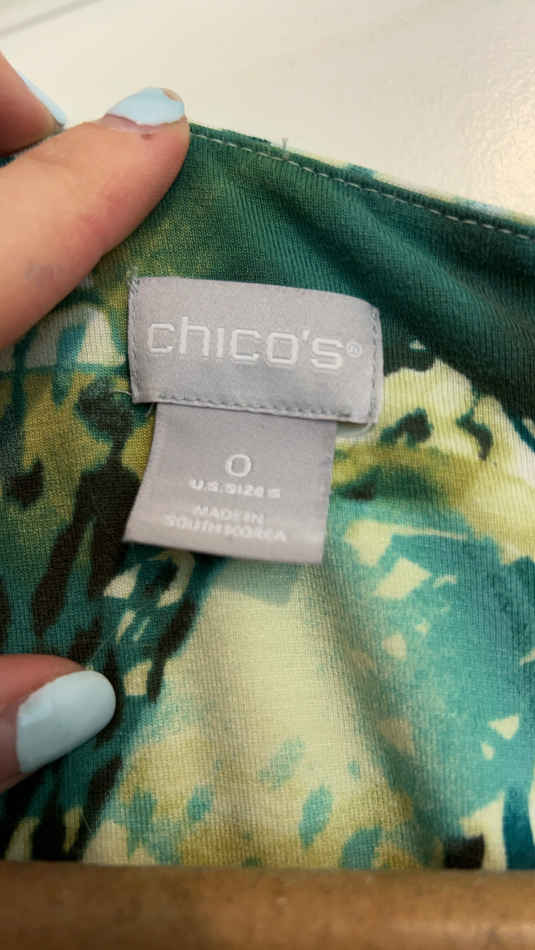 chico's®
0
U.S. SIZE S
MADE IN
SOUTH KOREA